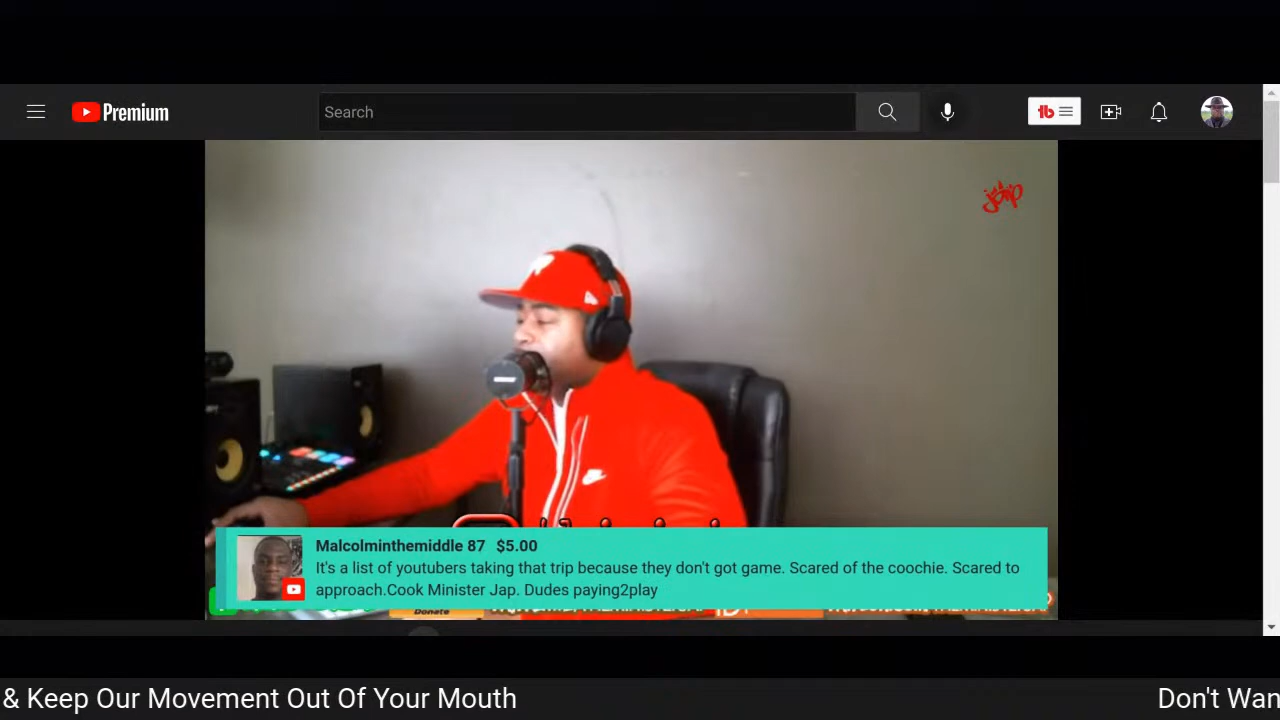 Premium
Search
jap
Malcolminthemiddle 87 $5.00
It's a list of youtubers taking that trip because they don't got game. Scared of the coochie. Scared to
approach.Cook Minister Jap. Dudes paying2play
Donate
& Keep Our Movement Out Of Your Mouth
Don't Wan